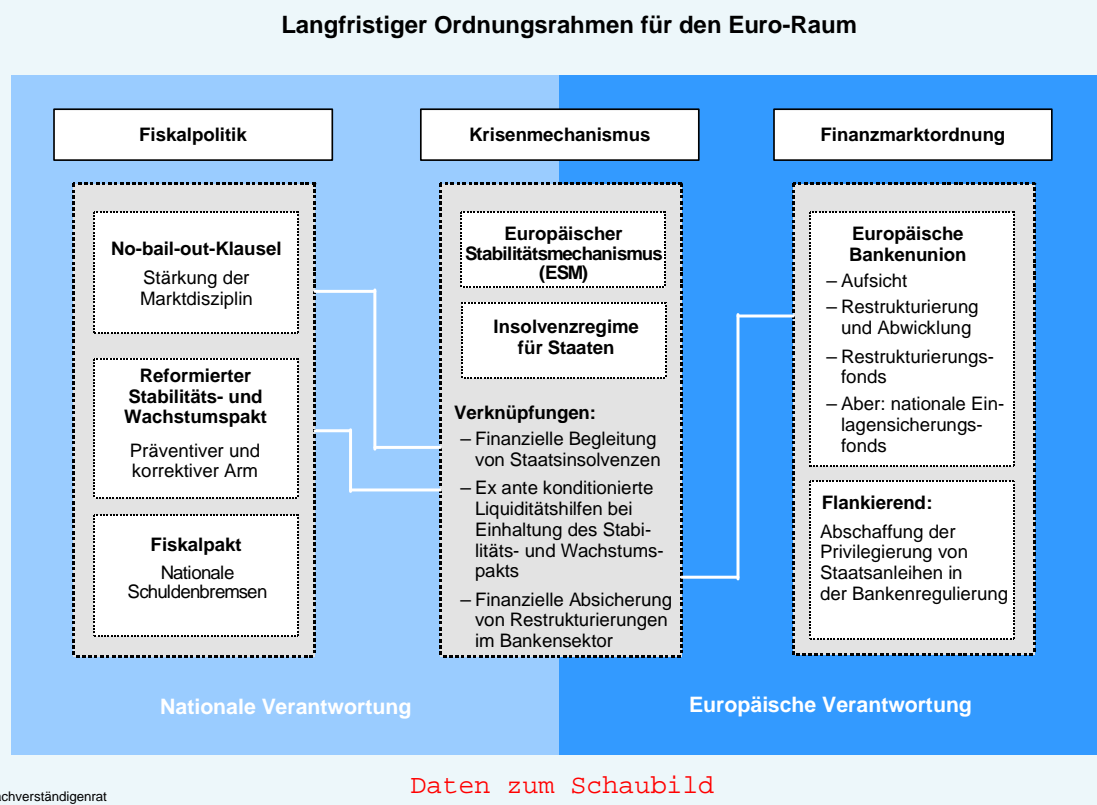 Langfristiger Ordnungsrahmen für den Euro-Raum
Fiskalpolitik
No-bail-out-Klausel
Stärkung der
Marktdisziplin
Reformierter
Stabilitäts- und
Wachstumspakt
Präventiver und
korrektiver Arm
Fiskalpakt
Nationale
Schuldenbremsen
Krisenmechanismus
Europäischer
Stabilitätsmechanismus
(ESM)
Insolvenzregime
für Staaten
Verknüpfungen:
– Finanzielle Begleitung
von Staatsinsolvenzen
– Ex ante konditionierte
Liquiditätshilfen bei
Einhaltung des Stabi-
litäts- und Wachstums-
pakts
– Finanzielle Absicherung
von Restrukturierungen
im Bankensektor
Finanzmarktordnung
Europäische
Bankenunion
– Aufsicht
– Restrukturierung
und Abwicklung
– Restrukturierungs-
fonds
– Aber: nationale Ein-
lagensicherungs-
fonds
Flankierend:
Abschaffung der
Privilegierung von
Staatsanleihen in
der Bankenregulierung
Nationale Verantwortung
Europäische Verantwortung
Daten zum Schaubild
achverständigenrat